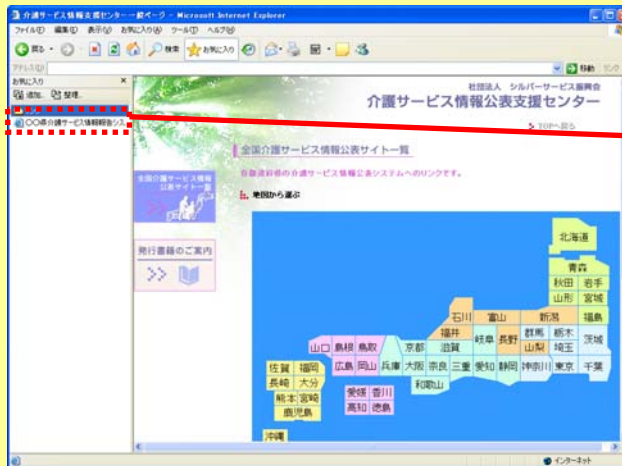 介護サービス情報支援センター一般ページ - Microsoft Internet Explorer
ファイル(F) 編集(E) 表示(V) お気に入り(A) ツール(T) ヘルプ(H)
戻る 検索 お気に入り
アドレス(D) 移動 リンク
お気に入り ×
追加... 整理...
〇〇県介護サービス情報報告シス
社団法人 シルバーサービス振興会
介護サービス情報公表支援センター
TOPへ戻る
全国介護サービス情報公表サイト一覧
各都道府県の介護サービス情報公表システムへのリンクです。
全国介護サービス情報
公表サイト一覧
>>
地図から選ぶ
発行書籍のご案内
>>
北海道
青森
秋田 岩手
山形 宮城
石川 富山 新潟 福島
福井 岐阜 長野 群馬 栃木 茨城
山口 島根 鳥取 兵庫 京都 滋賀 山梨 埼玉
佐賀 福岡 広島 岡山 大阪 奈良 三重 愛知 静岡 神奈川 東京 千葉
長崎 大分 和歌山
愛媛 香川
熊本 宮崎 高知 徳島
鹿児島
沖縄
インターネット